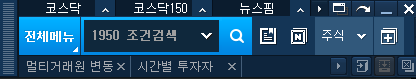 코스닥 코스닥150 뉴스핌
전체메뉴 1950 조건검색 주식
멀티거래원 변동 시간별 투자자